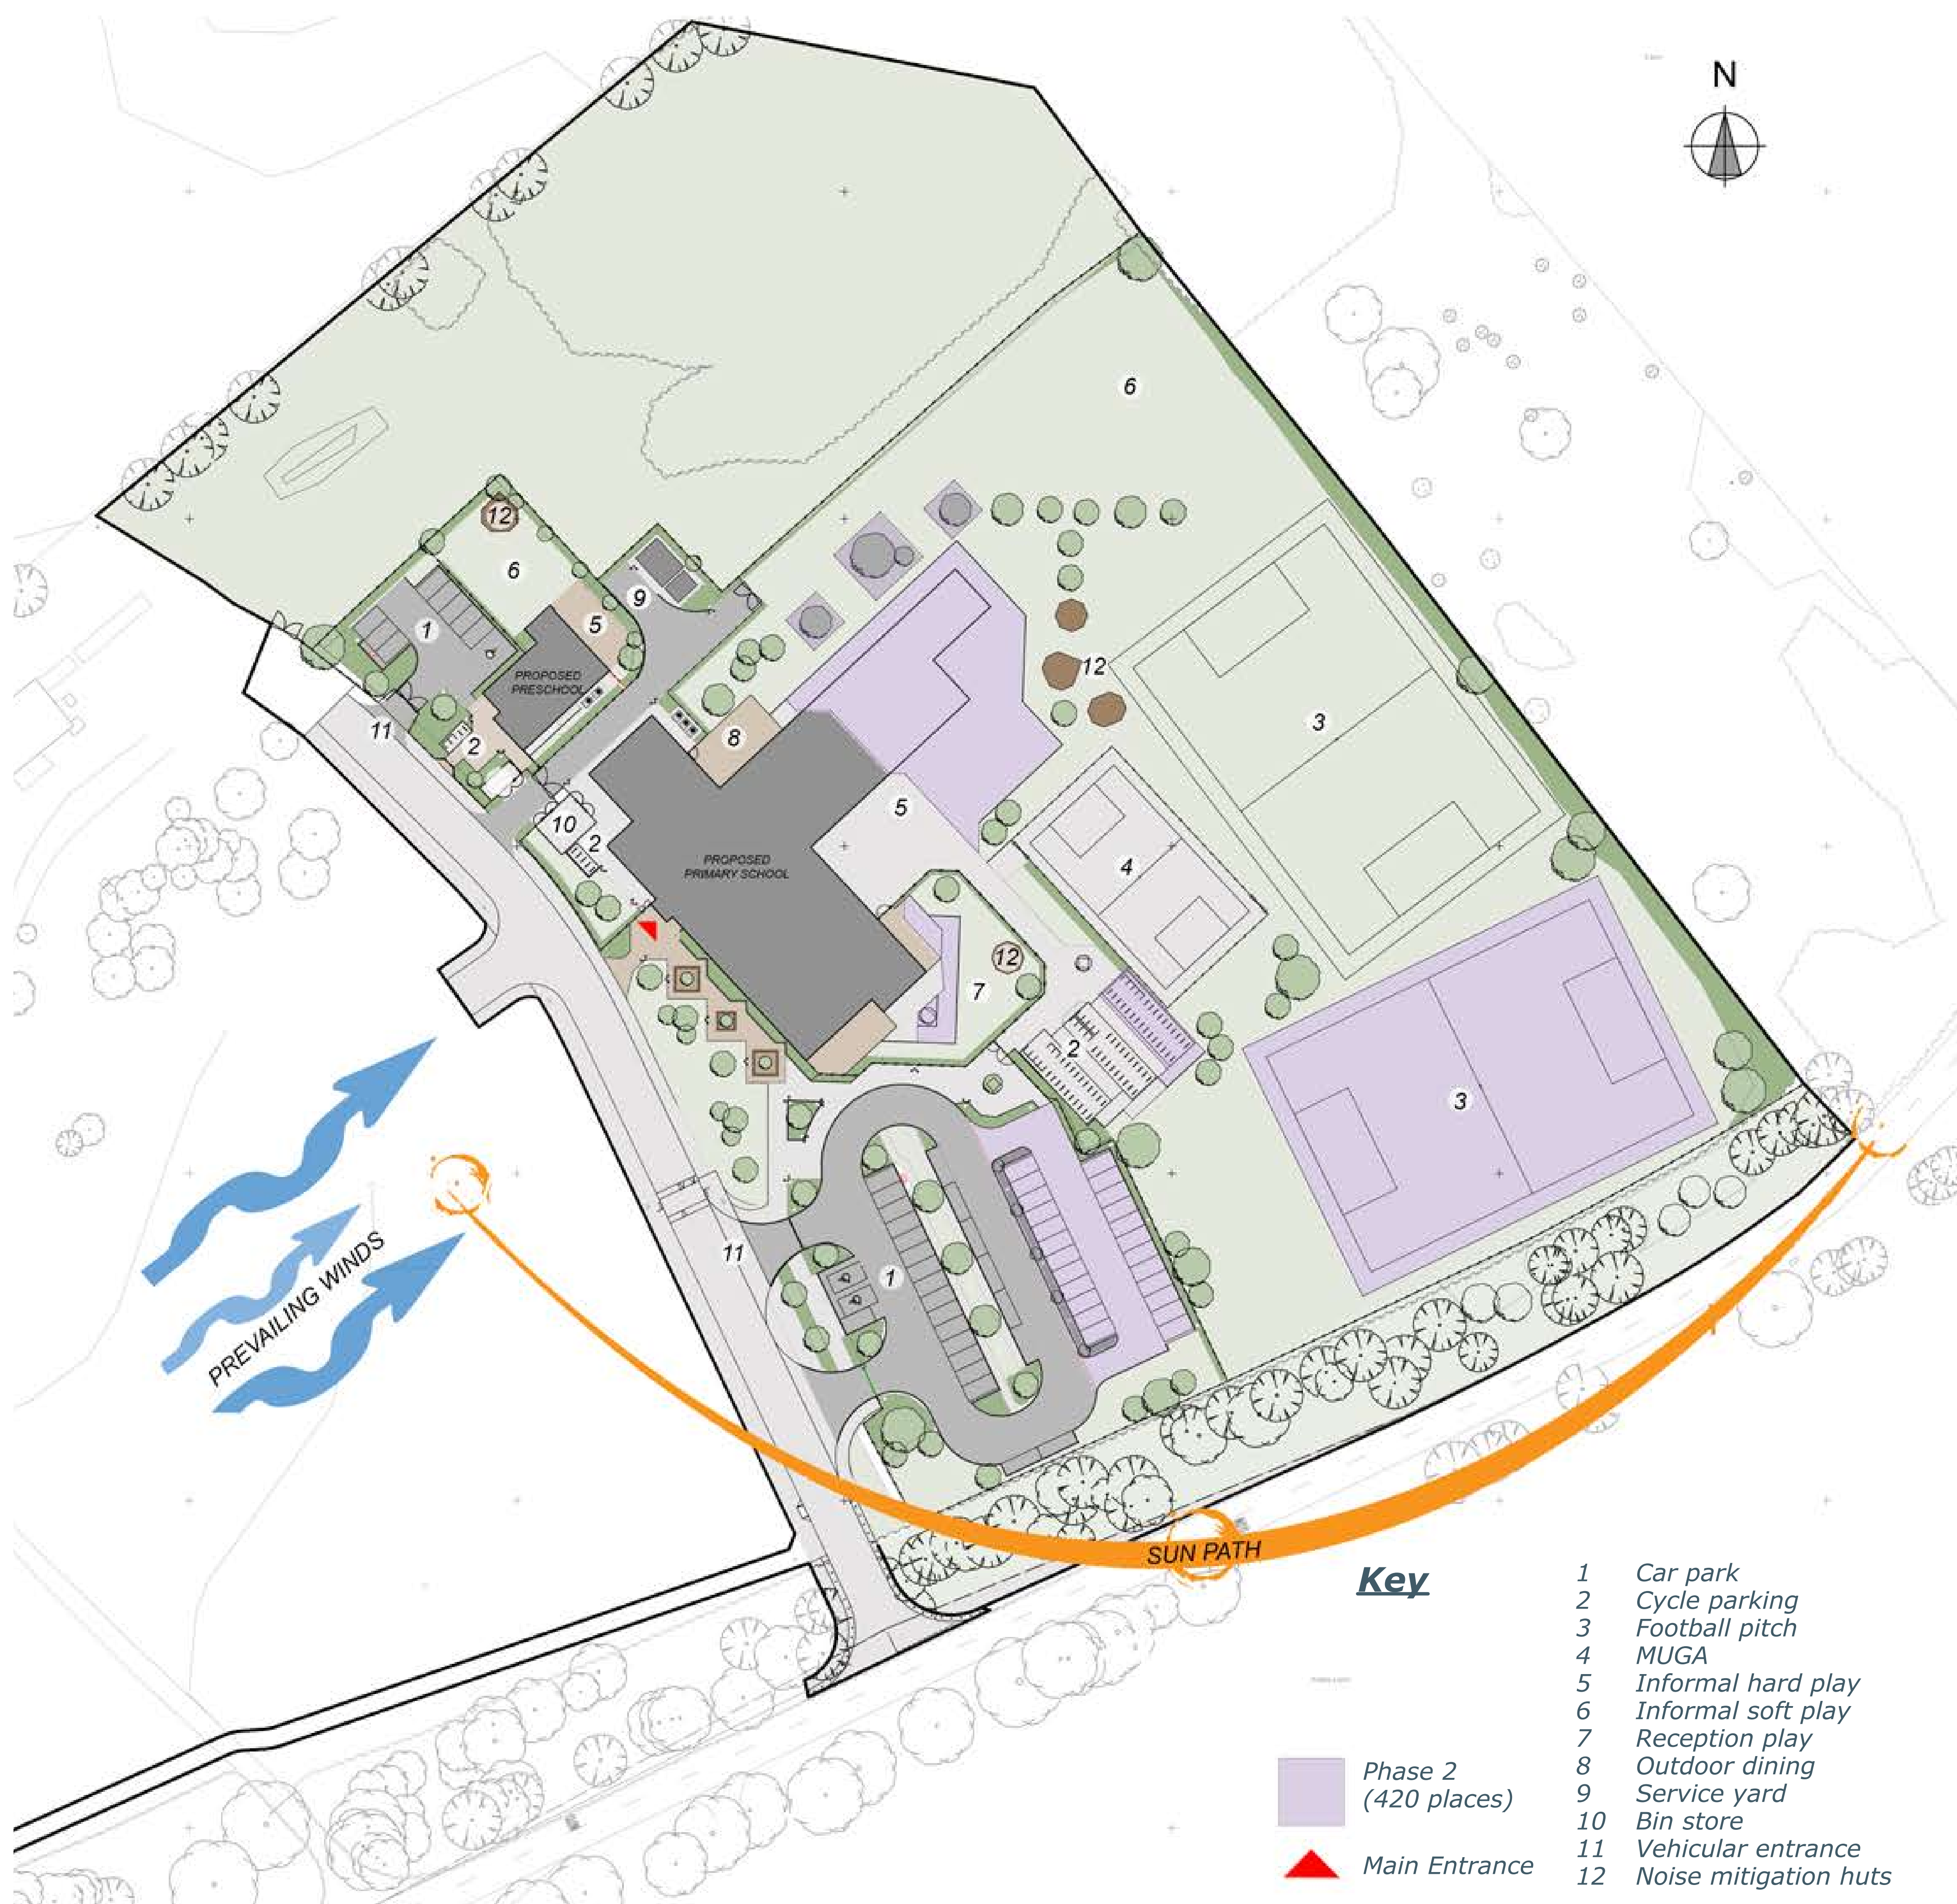 N
6
12
6
9
5
1
12
PROPOSED
PRESCHOOL
3
11
2
8
5
10
2
PROPOSED
PRIMARY SCHOOL
4
12
7
2
3
PREVAILING WINDS
11
1
SUN PATH
Key
1 Car park
2 Cycle parking
3 Football pitch
4 MUGA
5 Informal hard play
6 Informal soft play
7 Reception play
8 Outdoor dining
9 Service yard
10 Bin store
11 Vehicular entrance
12 Noise mitigation huts
Phase 2
(420 places)
Main Entrance